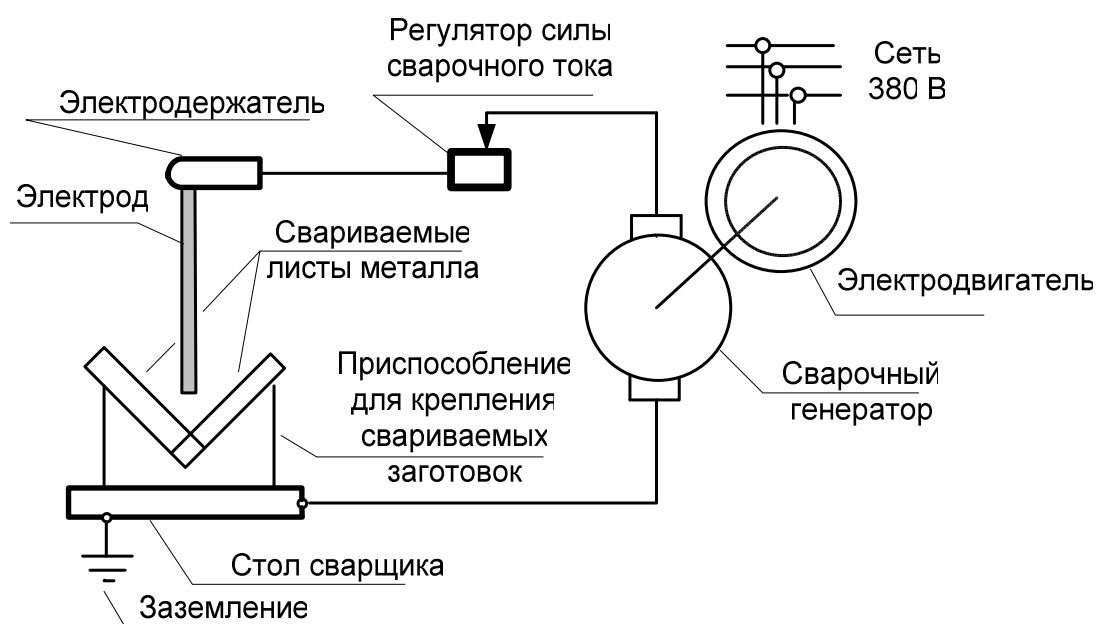 Регулятор силы
сварочного тока
Сеть
380 В
Электродержатель
Электрод
Свариваемые
листы металла
Электродвигатель
Приспособление
для крепления
свариваемых
заготовок
Сварочный
генератор
Стол сварщика
Заземление